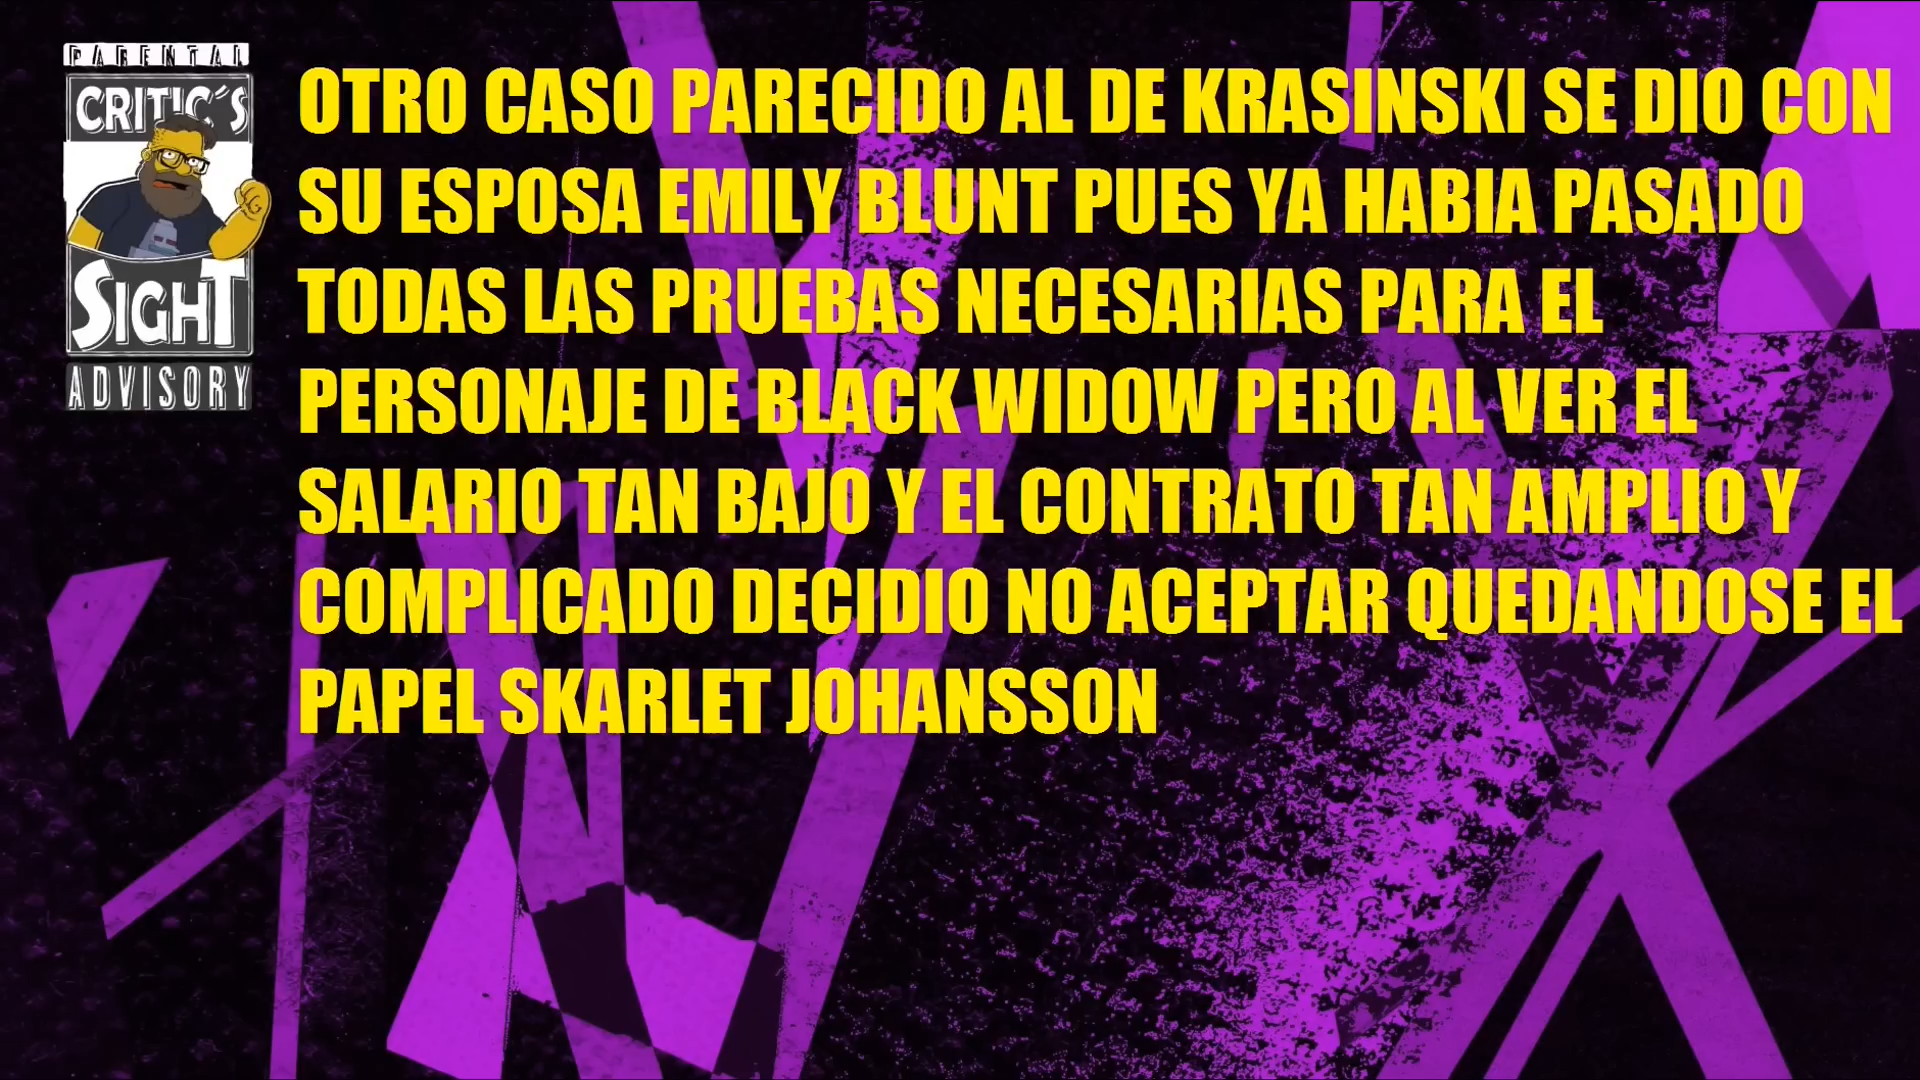 PARENTAL
CRITIC'S
SIGHT
ADVISORY
OTRO CASO PARECIDO AL DE KRASINSKI SE DIO CON
SU ESPOSA EMILY BLUNT PUES YA HABIA PASADO
TODAS LAS PRUEBAS NECESARIAS PARA EL
PERSONAJE DE BLACK WIDOW PERO AL VER EL
SALARIO TAN BAJO Y EL CONTRATO TAN AMPLIO Y
COMPLICADO DECIDIO NO ACEPTAR QUEDANDOSE EL
PAPEL SKARLET JOHANSSON